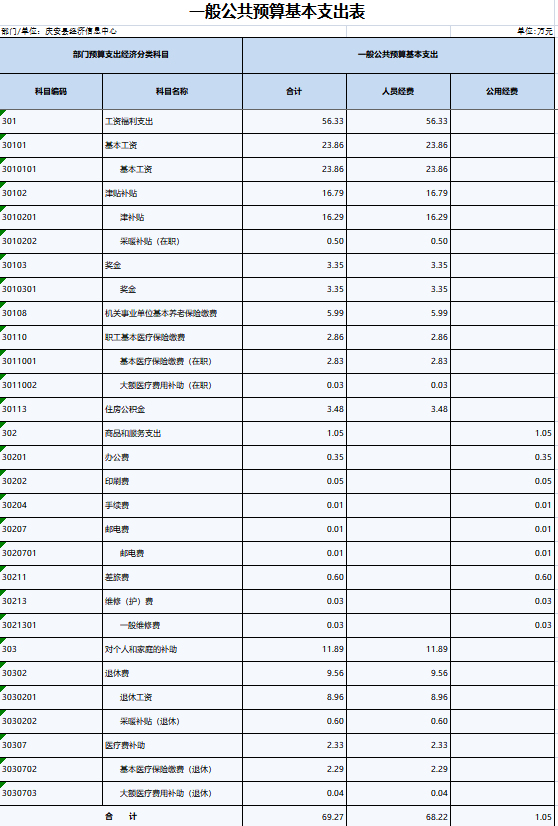 一般公共预算基本支出表
部门/单位：庆安县经济信息中心 单位:万元
部门预算支出经济分类科目 一般公共预算基本支出
科目编码 科目名称 合计 人员经费 公用经费
301 工资福利支出 56.33 56.33
30101 基本工资 23.86 23.86
3010101 基本工资 23.86 23.86
30102 津贴补贴 16.79 16.79
3010201 津补贴 16.29 16.29
3010202 采暖补贴（在职） 0.50 0.50
30103 奖金 3.35 3.35
3010301 奖金 3.35 3.35
30108 机关事业单位基本养老保险缴费 5.99 5.99
30110 职工基本医疗保险缴费 2.86 2.86
3011001 基本医疗保险缴费（在职） 2.83 2.83
3011002 大额医疗费用补助（在职） 0.03 0.03
30113 住房公积金 3.48 3.48
302 商品和服务支出 1.05 1.05
30201 办公费 0.35 0.35
30202 印刷费 0.05 0.05
30204 手续费 0.01 0.01
30207 邮电费 0.01 0.01
3020701 邮电费 0.01 0.01
30211 差旅费 0.60 0.60
30213 维修（护）费 0.03 0.03
3021301 一般维修费 0.03 0.03
303 对个人和家庭的补助 11.89 11.89
30302 退休费 9.56 9.56
3030201 退休工资 8.96 8.96
3030202 采暖补贴（退休） 0.60 0.60
30307 医疗费补助 2.33 2.33
3030702 基本医疗保险缴费（退休） 2.29 2.29
3030703 大额医疗费用补助（退休） 0.04 0.04
合 计 69.27 68.22 1.05